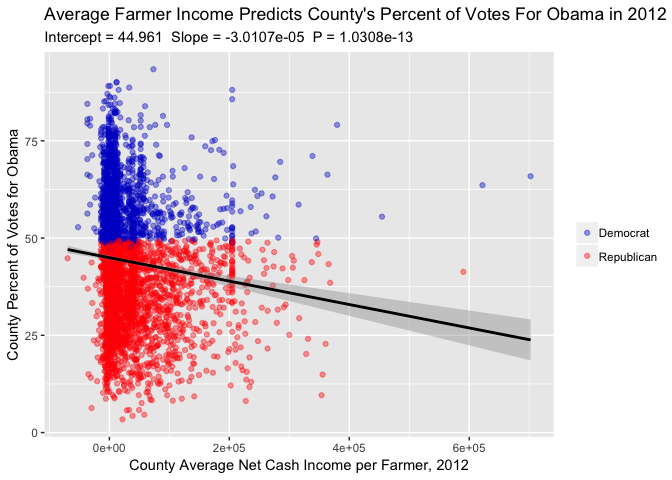 Average Farmer Income Predicts County's Percent of Votes For Obama in 2012
Intercept = 44.961  Slope = -3.0107e-05  P = 1.0308e-13
75
50
25
0
County Percent of Votes for Obama
Democrat
Republican
0e+00 2e+05 4e+05 6e+05
County Average Net Cash Income per Farmer, 2012